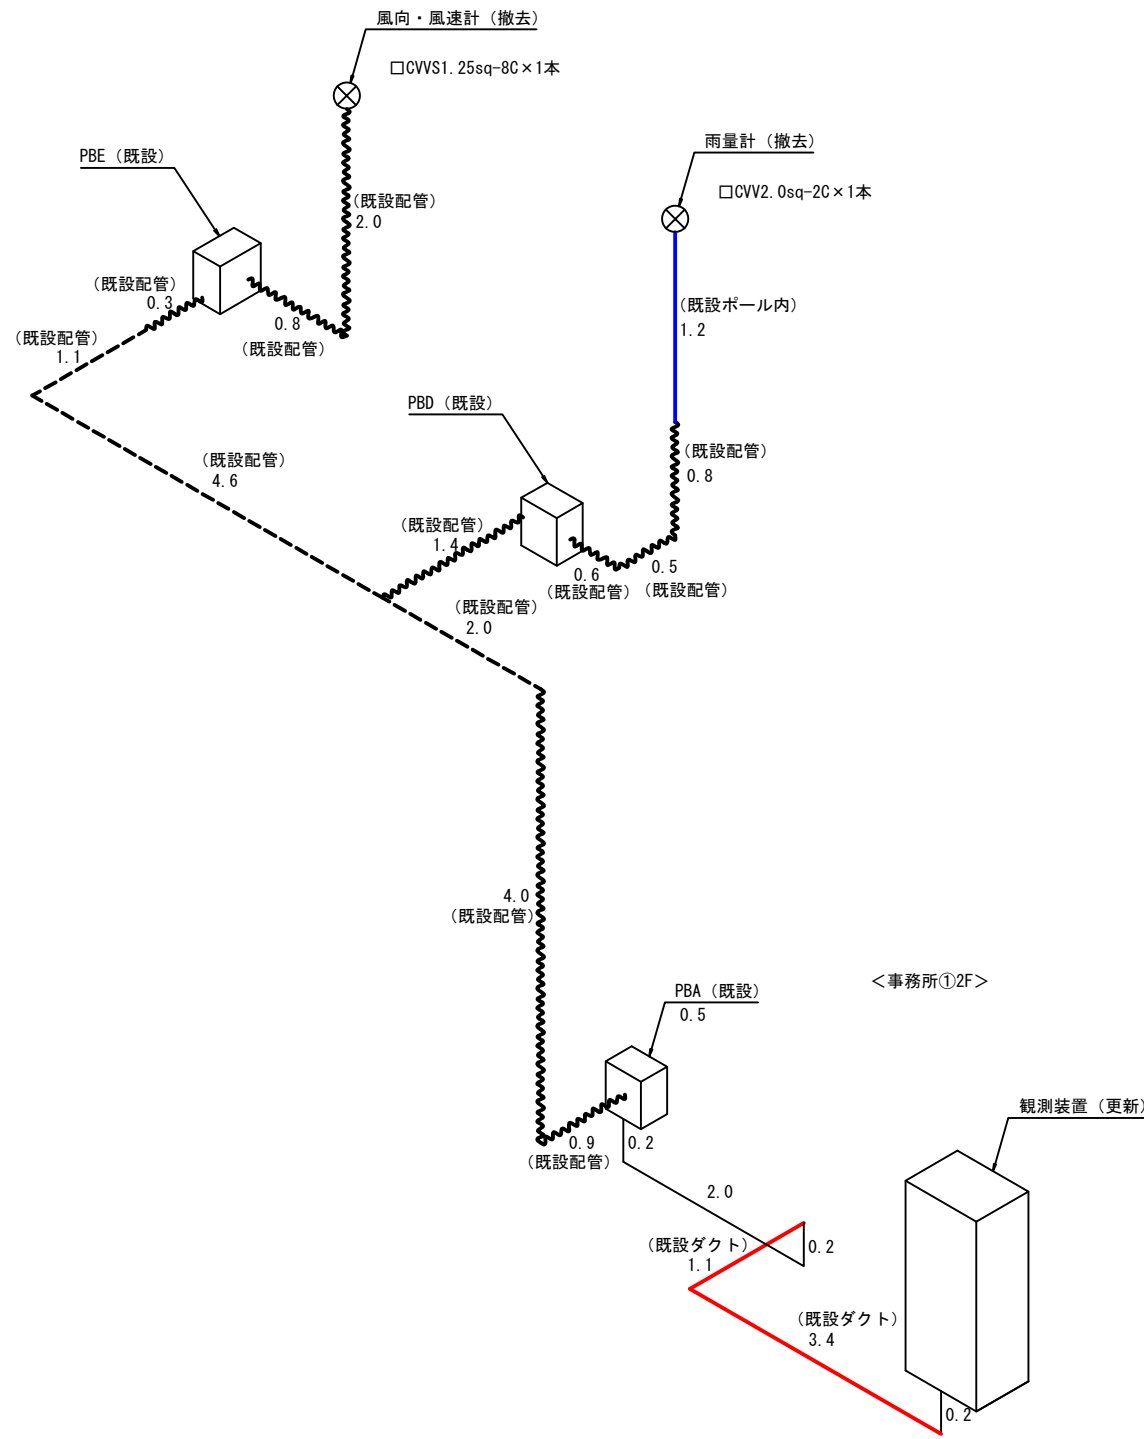 風向・風速計（撤去）
□CVVS1.25sq-8C×1本
雨量計（撤去）
PBE（既設）
□CVV2.0sq-2C×1本
（既設配管）
2.0
（既設配管）
0.3
（既設ポール内）
1.2
0.8
（既設配管）
（既設配管）
1.1
PBD（既設）
（既設配管）
4.6
（既設配管）
0.8
（既設配管）
1.4
0.6
（既設配管）
0.5
（既設配管）
（既設配管）
2.0
4.0
（既設配管）
＜事務所①2F＞
PBA（既設）
0.5
観測装置（更新）
0.9
（既設配管）
0.2
2.0
（既設ダクト）
1.1
0.2
（既設ダクト）
3.4
0.2